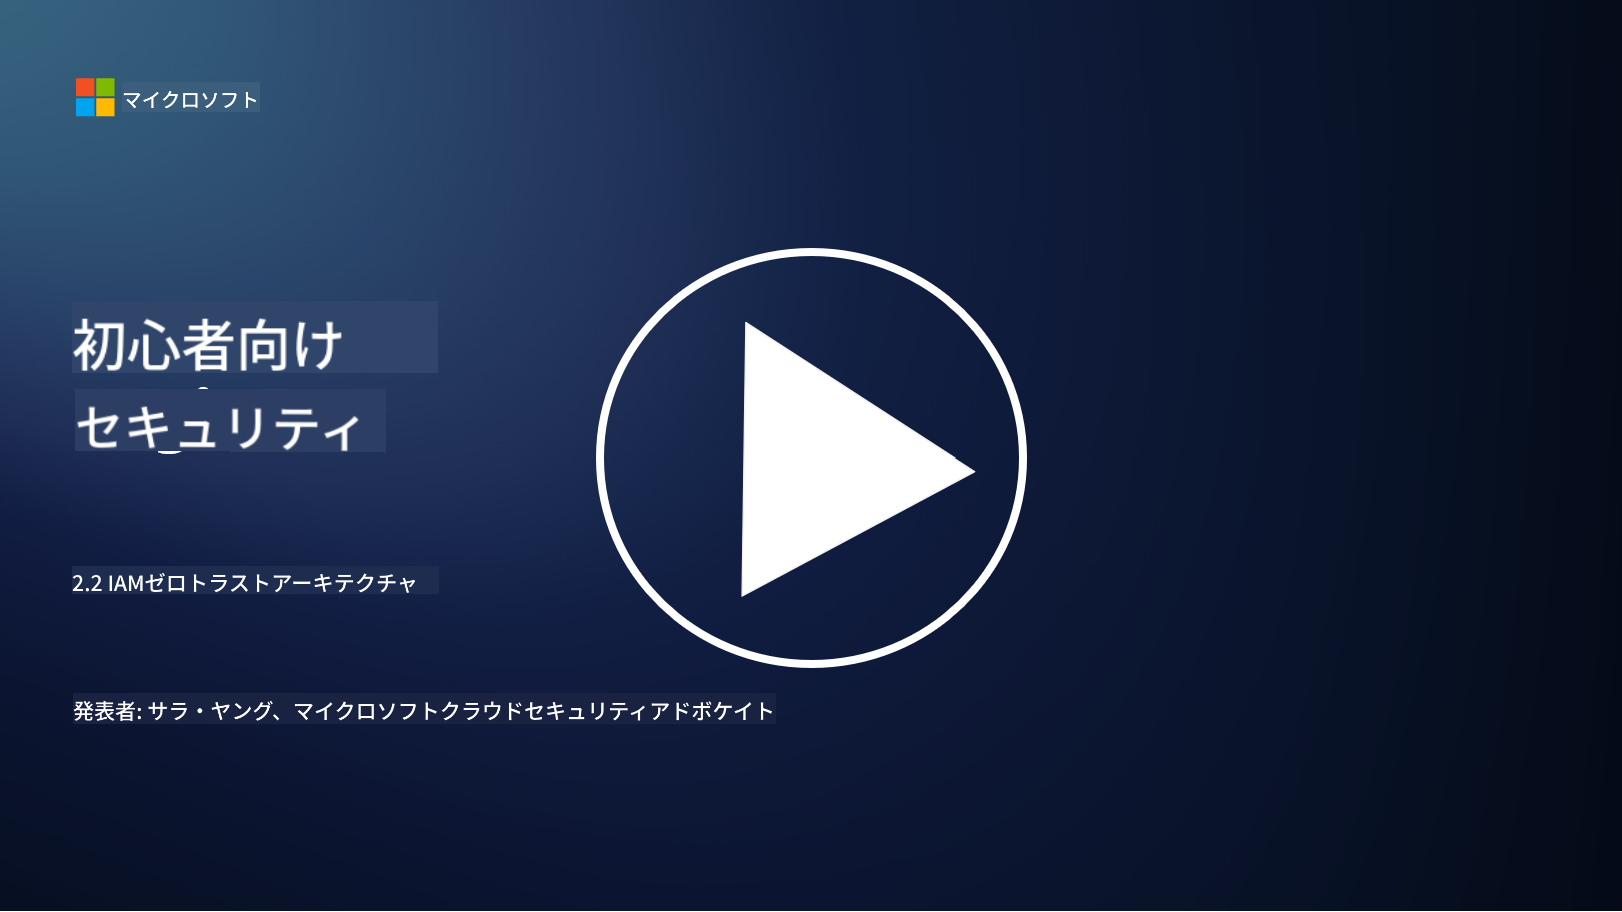 マイクロソフト
初心者向け
セキュリティ
2.2 IAMゼロトラストアーキテクチャ
発表者: サラ・ヤング、マイクロソフトクラウドセキュリティアドボケイト